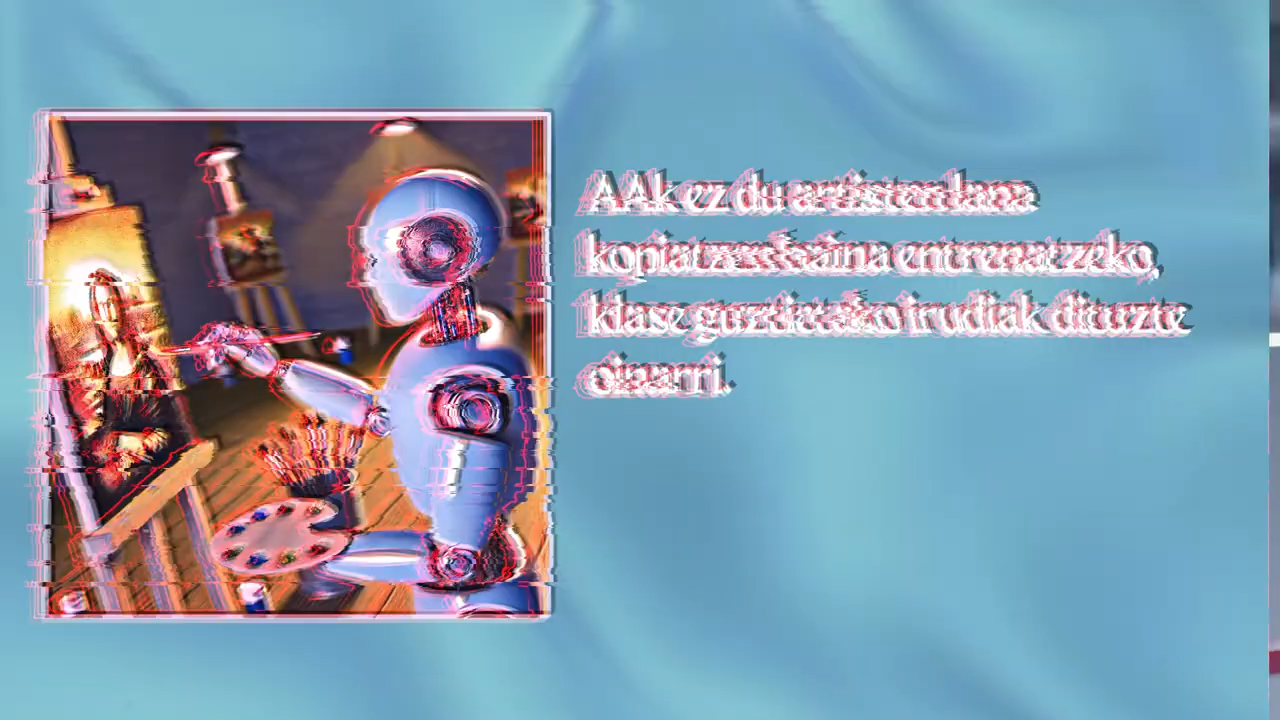 AAk ez du artisten lana
kopiatzen baina entrenatzeko,
klase guztietako irudiak dituzte
oinarri.